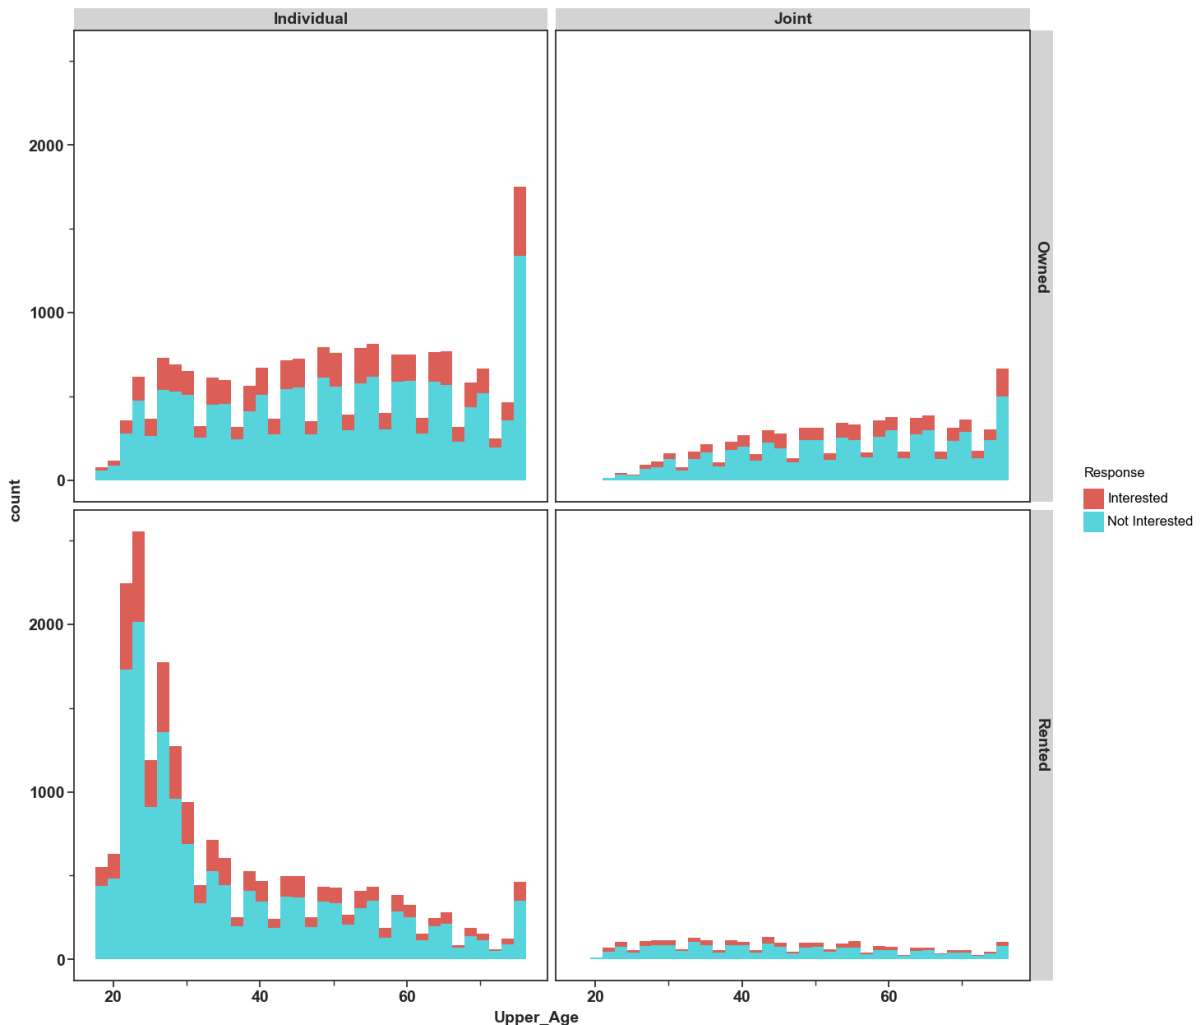 Individual
Joint
2000
1000
0
Owned
count
Response
Interested
Not Interested
2000
1000
0
Rented
20
40
60
20
40
60
Upper_Age